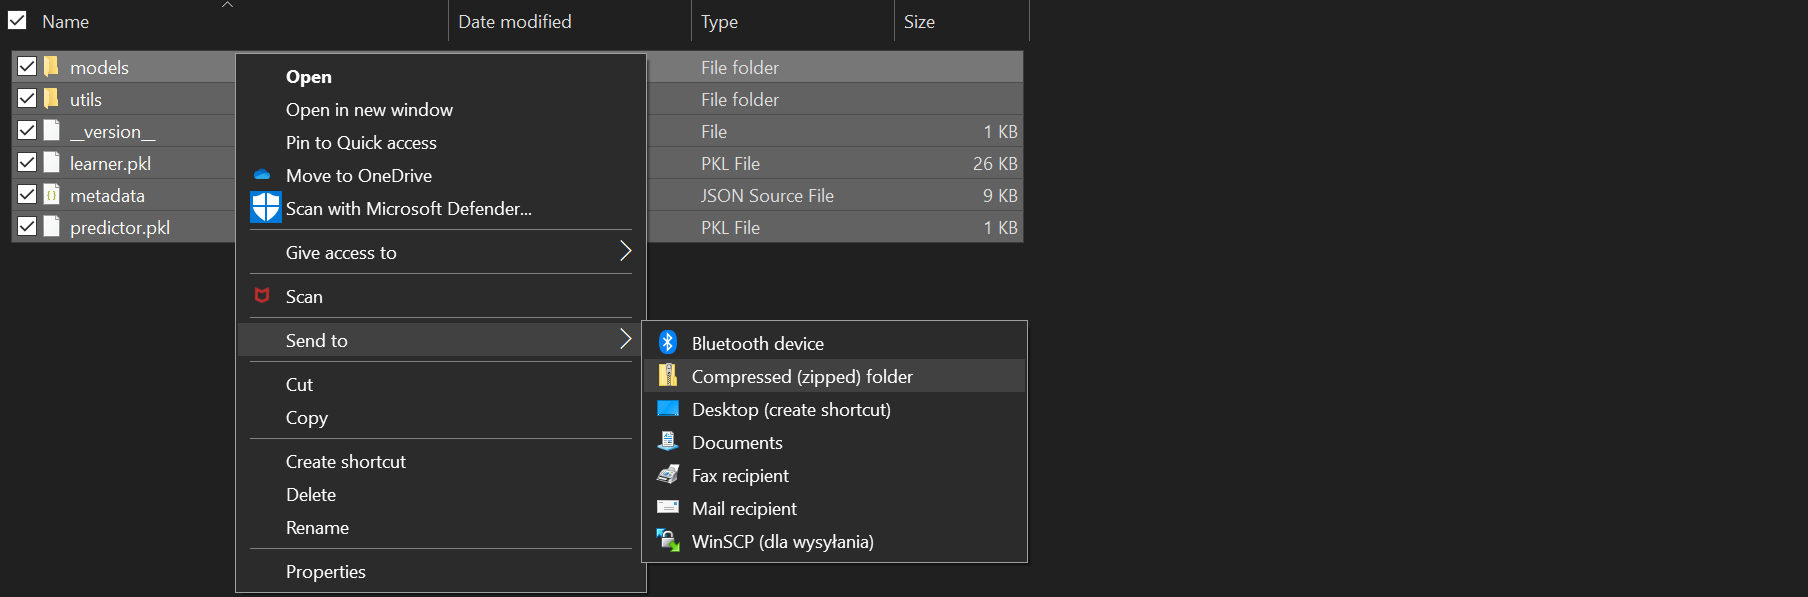 Name Date modified Type Size
models File folder
utils File folder
__version__ File 1 KB
learner.pkl PKL File 26 KB
metadata JSON Source File 9 KB
predictor.pkl PKL File 1 KB
Open
Open in new window
Pin to Quick access
Move to OneDrive
Scan with Microsoft Defender...
Give access to
Scan
Send to
Cut
Copy
Create shortcut
Delete
Rename
Properties
Bluetooth device
Compressed (zipped) folder
Desktop (create shortcut)
Documents
Fax recipient
Mail recipient
WinSCP (dla wysyłania)